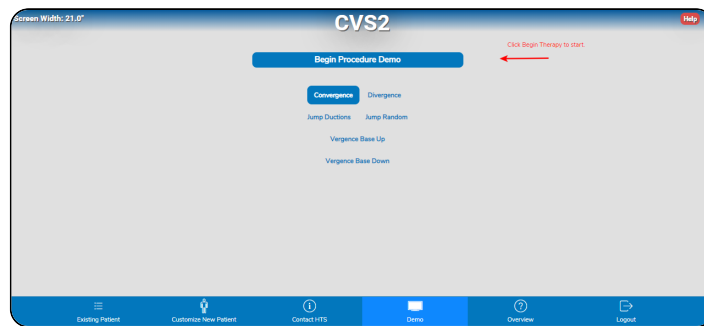 Screen Width: 21.0"
CVS2
Help
Click Begin Therapy to start.
Begin Procedure Demo
Convergence Divergence
Jump Ductions Jump Random
Vergence Base Up
Vergence Base Down
Existing Patient Customize New Patient Contact HTS Demo Overview Logout